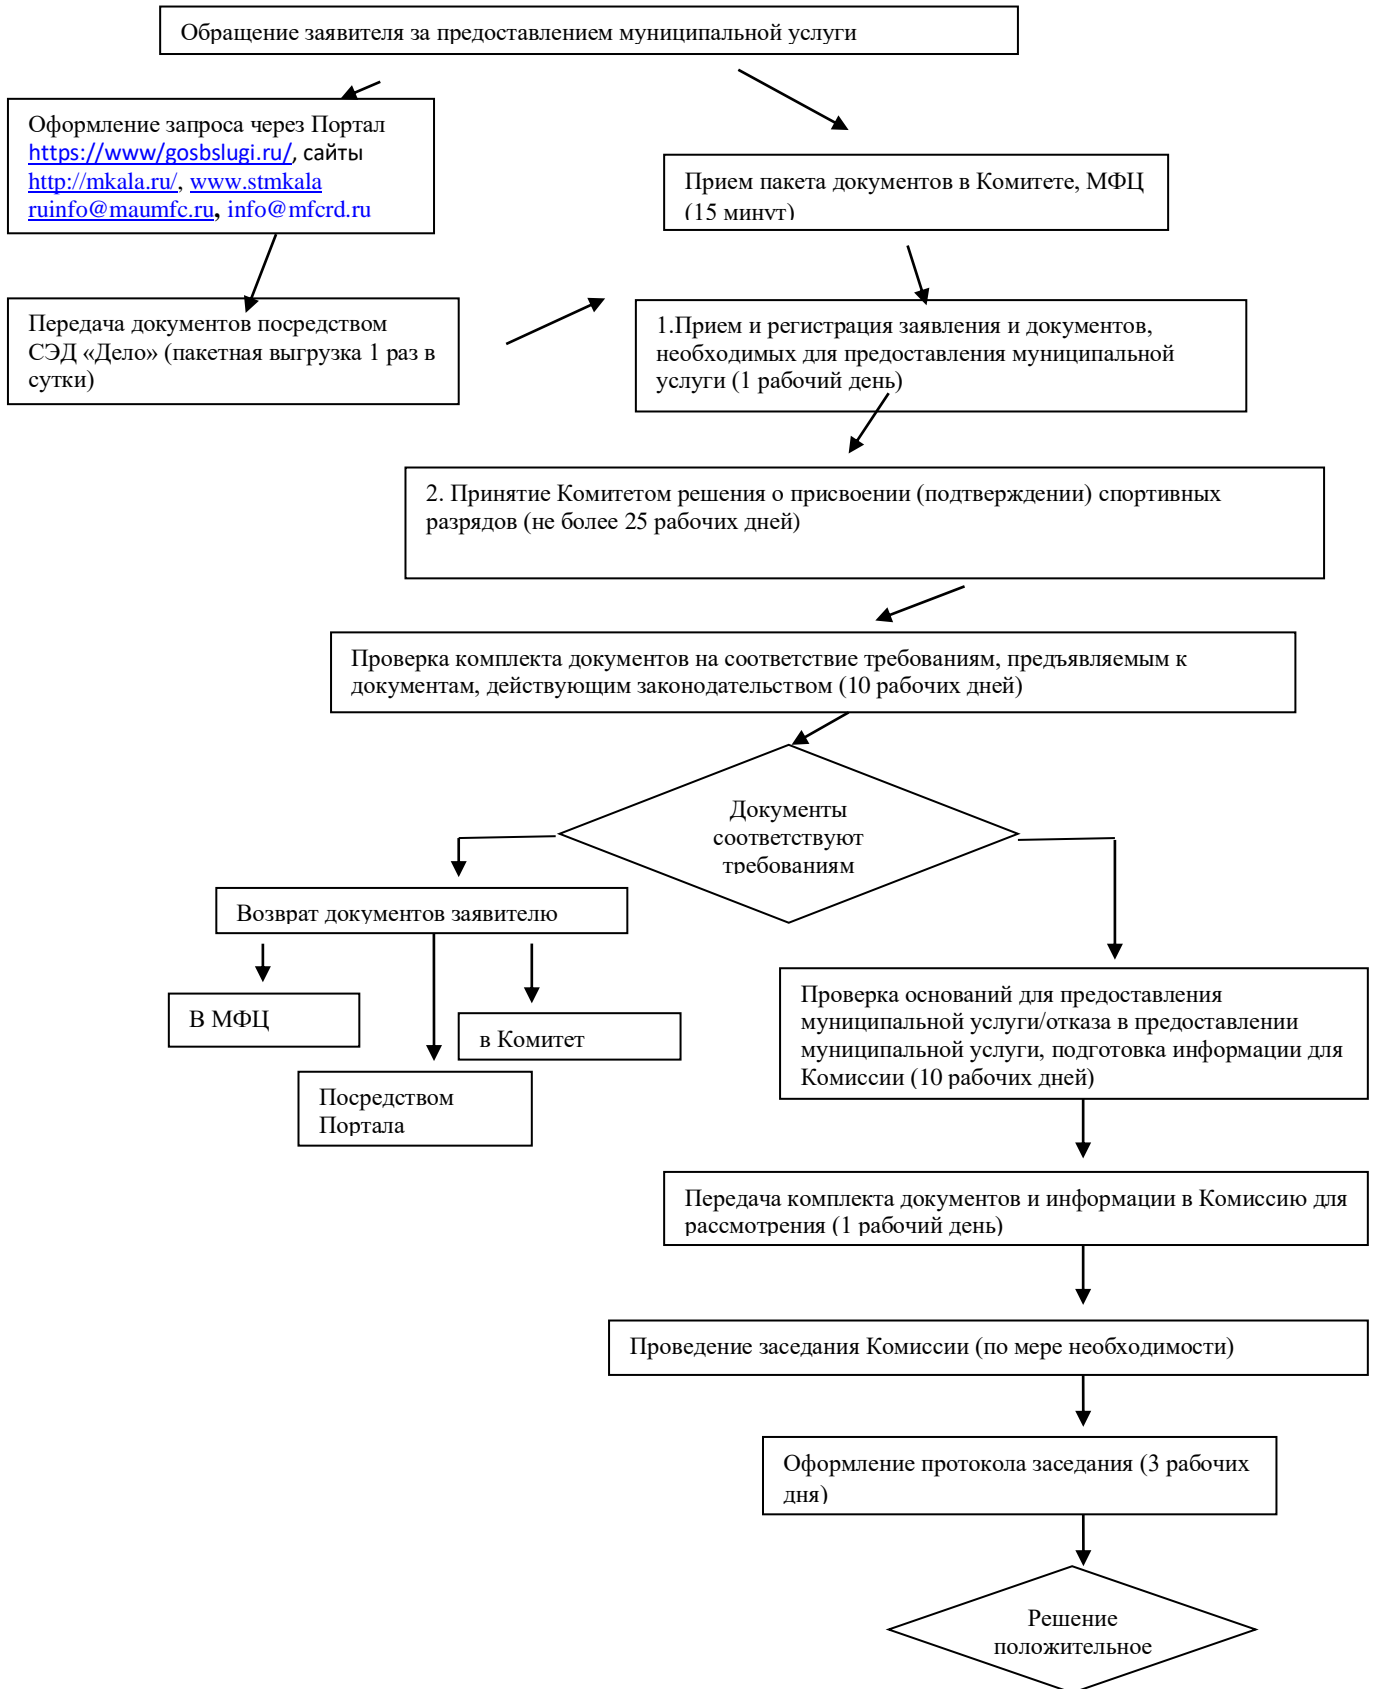 Обращение заявителя за предоставлением муниципальной услуги
Оформление запроса через Портал
https://www/gosbslugi.ru/, сайты
http://mkala.ru/, www.stmkala
ruinfo@maumfc.ru, info@mfcrd.ru
Прием пакета документов в Комитете, МФЦ
(15 минут)
Передача документов посредством
СЭД «Дело» (пакетная выгрузка 1 раз в
сутки)
1.Прием и регистрация заявления и документов,
необходимых для предоставления муниципальной
услуги (1 рабочий день)
2. Принятие Комитетом решения о присвоении (подтверждении) спортивных
разрядов (не более 25 рабочих дней)
Проверка комплекта документов на соответствие требованиям, предъявляемым к
документам, действующим законодательством (10 рабочих дней)
Документы
соответствуют
требованиям
Возврат документов заявителю
В МФЦ
в Комитет
Посредством
Портала
Проверка оснований для предоставления
муниципальной услуги/отказа в предоставлении
муниципальной услуги, подготовка информации для
Комиссии (10 рабочих дней)
Передача комплекта документов и информации в Комиссию для
рассмотрения (1 рабочий день)
Проведение заседания Комиссии (по мере необходимости)
Оформление протокола заседания (3 рабочих
дня)
Решение
положительное